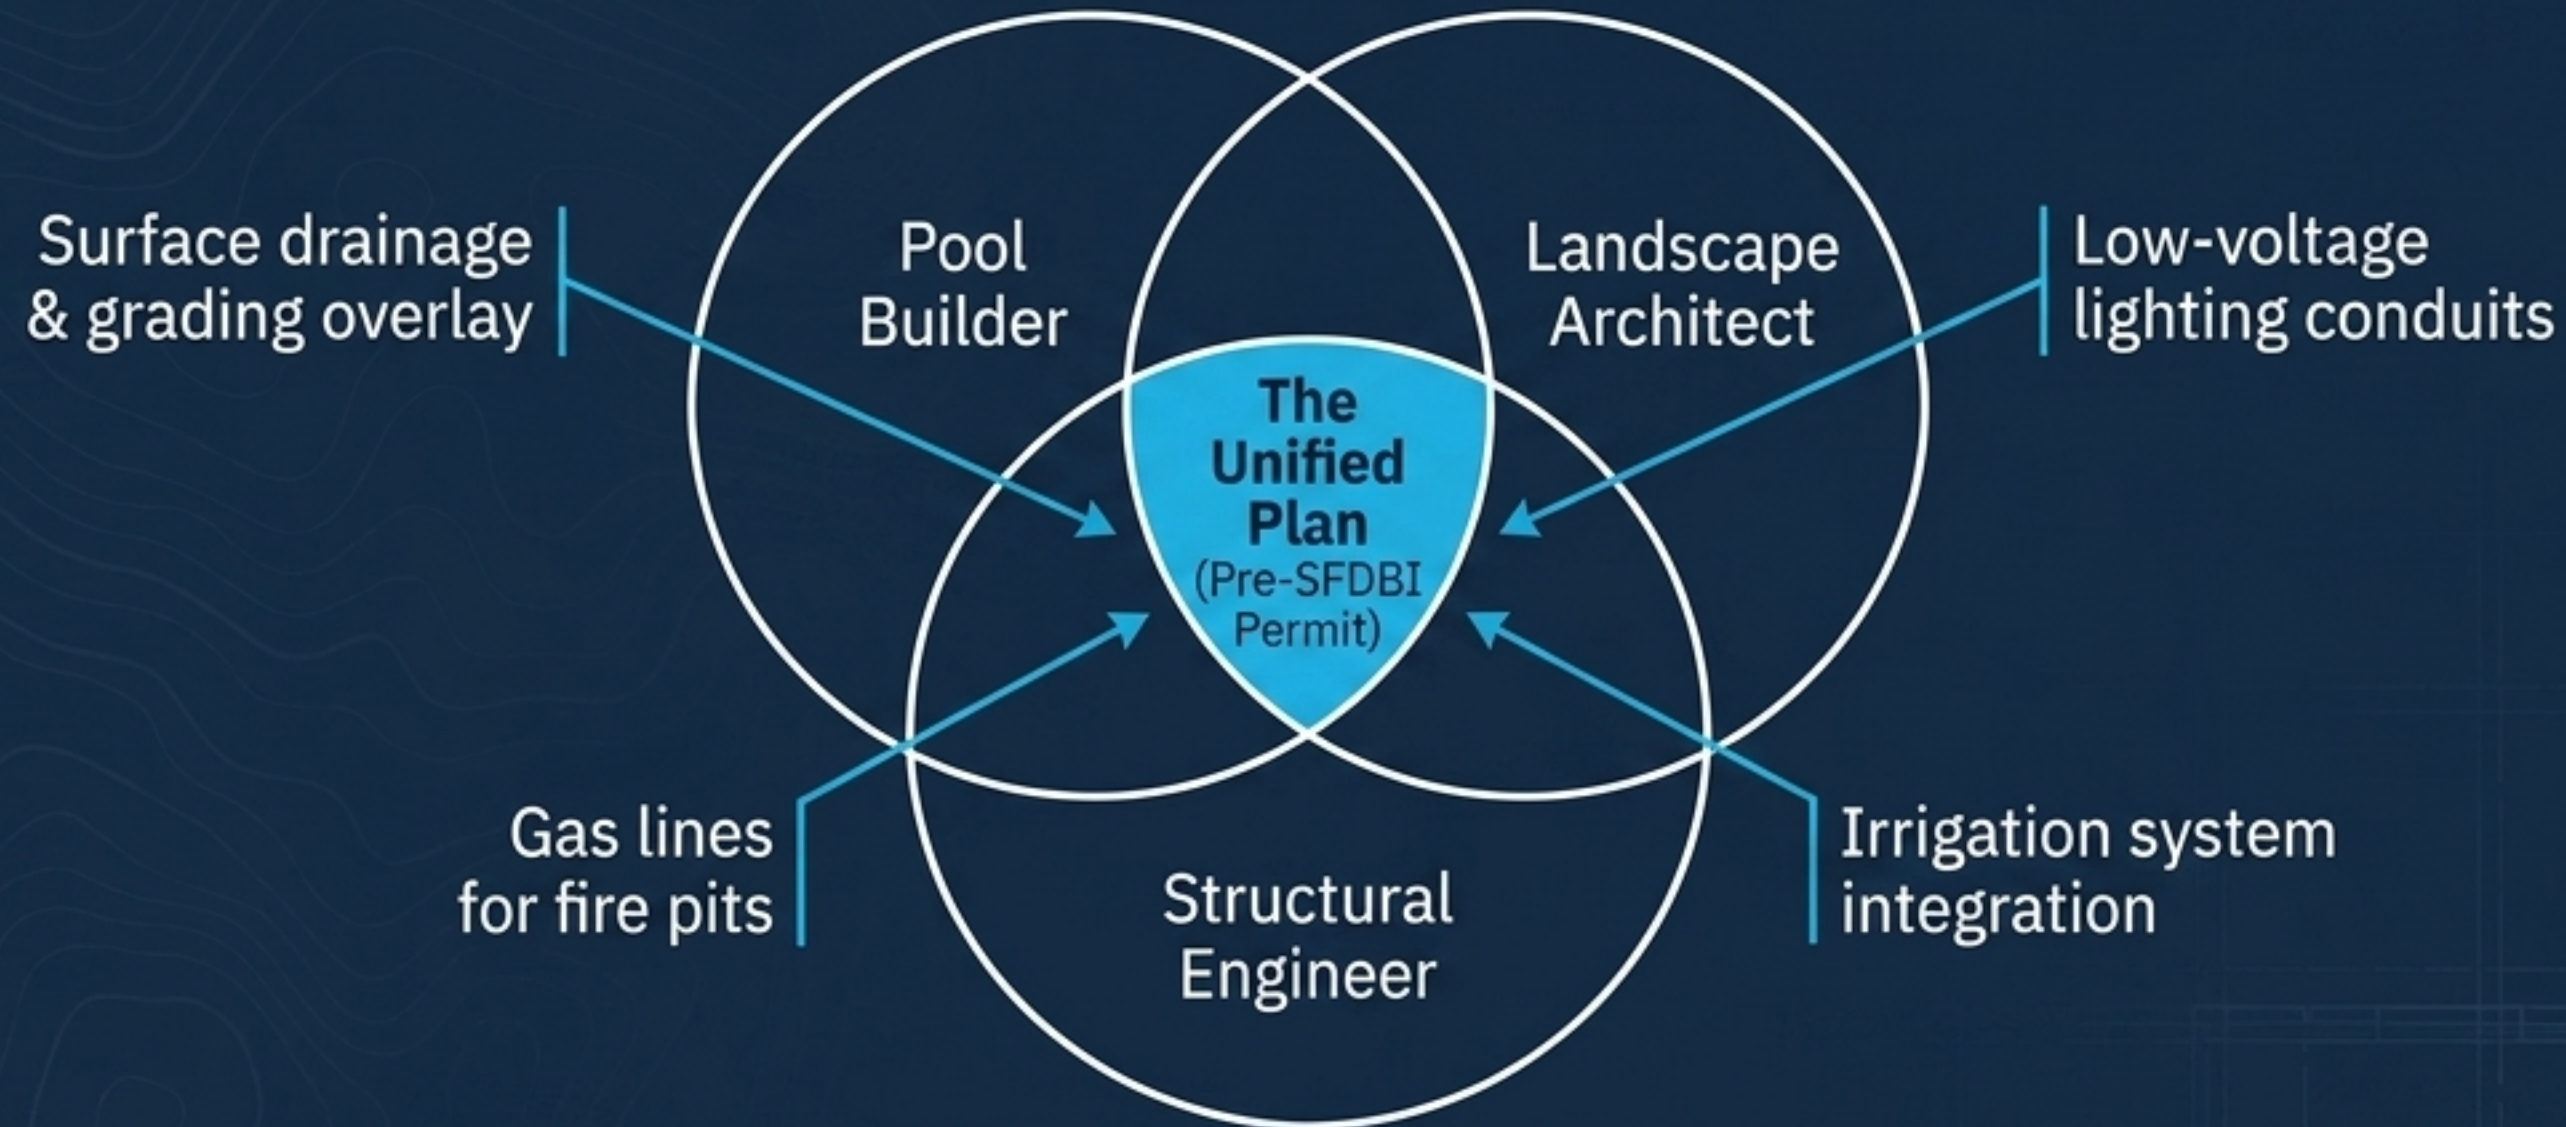 Surface drainage
& grading overlay
Pool
Builder
Landscape
Architect
Low-voltage
lighting conduits
The
Unified
Plan
(Pre-SFDBI
Permit)
Gas lines
for fire pits
Structural
Engineer
Irrigation system
integration